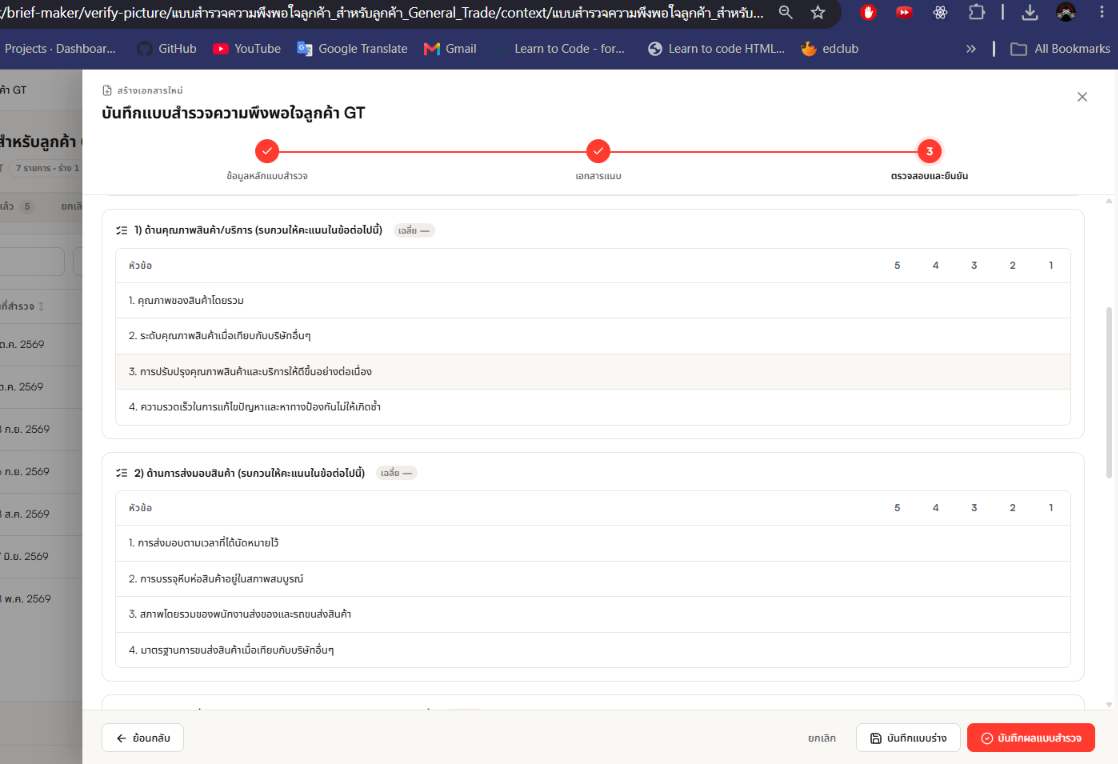 /brief-maker/verify-picture/แบบสำรวจความพึงพอใจลูกค้า_สำหรับลูกค้า_General_Trade/context/แบบสำรวจความพึงพอใจลูกค้า_สำหรับ...
Projects · Dashboar... GitHub YouTube Google Translate Gmail Learn to Code - for... Learn to code HTML... edclub » All Bookmarks
ค้า GT
สร้างเอกสารใหม่
บันทึกแบบสำรวจความพึงพอใจลูกค้า GT
สำหรับลูกค้า
7 รายการ • ร่าง 1
3
ข้อมูลหลักแบบสำรวจ เอกสารแนบ ตรวจสอบและยืนยัน
แล้ว 5
1) ด้านคุณภาพสินค้า/บริการ (รบกวนให้คะแนนในข้อต่อไปนี้) เฉลี่ย —
หัวข้อ 5 4 3 2 1
1. คุณภาพของสินค้าโดยรวม
ที่สำรวจ
2. ระดับคุณภาพสินค้าเมื่อเทียบกับบริษัทอื่นๆ
ต.ค. 2569
3. การปรับปรุงคุณภาพสินค้าและบริการให้ดีขึ้นอย่างต่อเนื่อง
ต.ค. 2569
4. ความรวดเร็วในการแก้ไขปัญหาและหาทางป้องกันไม่ให้เกิดซ้ำ
ก.ย. 2569
2) ด้านการส่งมอบสินค้า (รบกวนให้คะแนนในข้อต่อไปนี้) เฉลี่ย —
ก.ย. 2569
หัวข้อ 5 4 3 2 1
ส.ค. 2569
1. การส่งมอบตามเวลาที่ได้นัดหมายไว้
มิ.ย. 2569
2. การบรรจุหีบห่อสินค้าอยู่ในสภาพสมบูรณ์
พ.ค. 2569
3. สภาพโดยรวมของพนักงานส่งของและรถขนส่งสินค้า
4. มาตรฐานการขนส่งสินค้าเมื่อเทียบกับบริษัทอื่นๆ
ย้อนกลับ ยกเลิก บันทึกแบบร่าง บันทึกผลแบบสำรวจ